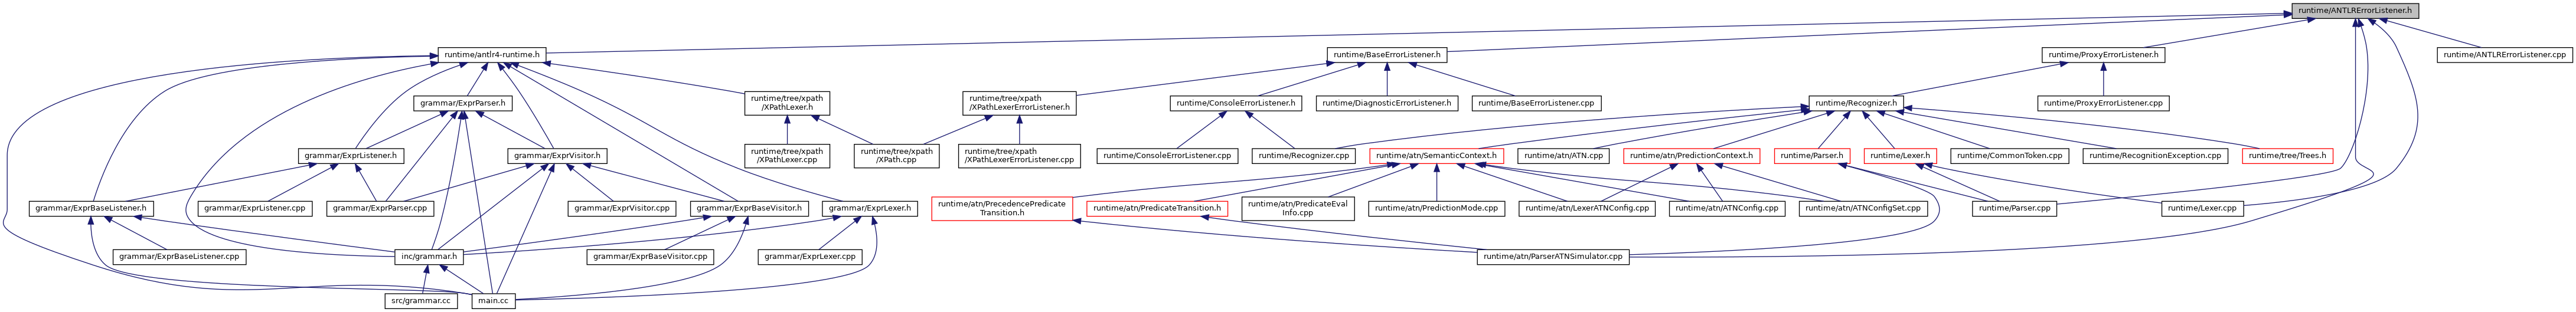 runtime/ANTLRErrorListener.h
runtime/antlr4-runtime.h
runtime/BaseErrorListener.h
runtime/ProxyErrorListener.h
runtime/ANTLRErrorListener.cpp
grammar/ExprParser.h
runtime/tree/xpath
/XPathLexer.h
runtime/tree/xpath
/XPathLexerErrorListener.h
runtime/ConsoleErrorListener.h
runtime/DiagnosticErrorListener.h
runtime/BaseErrorListener.cpp
runtime/Recognizer.h
runtime/ProxyErrorListener.cpp
grammar/ExprListener.h
grammar/ExprVisitor.h
runtime/tree/xpath
/XPathLexer.cpp
runtime/tree/xpath
/XPath.cpp
runtime/tree/xpath
/XPathLexerErrorListener.cpp
runtime/ConsoleErrorListener.cpp
runtime/Recognizer.cpp
runtime/atn/SemanticContext.h
runtime/atn/ATN.cpp
runtime/atn/PredictionContext.h
runtime/Parser.h
runtime/Lexer.h
runtime/CommonToken.cpp
runtime/RecognitionException.cpp
runtime/tree/Trees.h
grammar/ExprBaseListener.h
grammar/ExprListener.cpp
grammar/ExprParser.cpp
grammar/ExprVisitor.cpp
grammar/ExprBaseVisitor.h
grammar/ExprLexer.h
runtime/atn/PrecedencePredicate
Transition.h
runtime/atn/PredicateTransition.h
runtime/atn/PredicateEval
Info.cpp
runtime/atn/PredictionMode.cpp
runtime/atn/LexerATNConfig.cpp
runtime/atn/ATNConfig.cpp
runtime/atn/ATNConfigSet.cpp
runtime/Parser.cpp
runtime/Lexer.cpp
grammar/ExprBaseListener.cpp
inc/grammar.h
grammar/ExprBaseVisitor.cpp
grammar/ExprLexer.cpp
runtime/atn/ParserATNSimulator.cpp
src/grammar.cc
main.cc